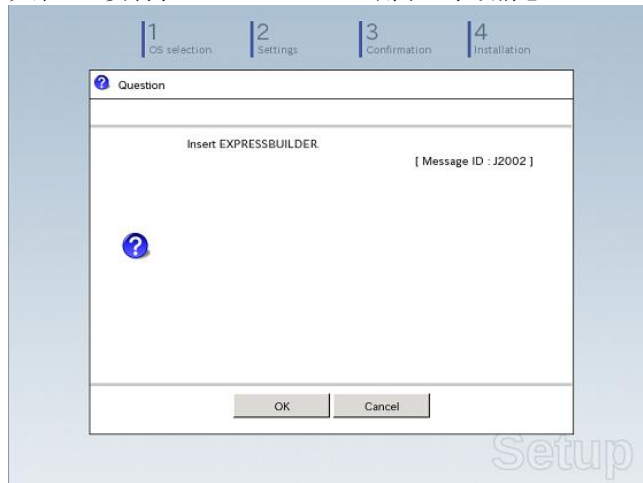 1
OS selection
2
Settings
3
Confirmation
4
Installation
Question
Insert EXPRESSBUILDER.
[ Message ID : J2002 ]
OK
Cancel
Setup